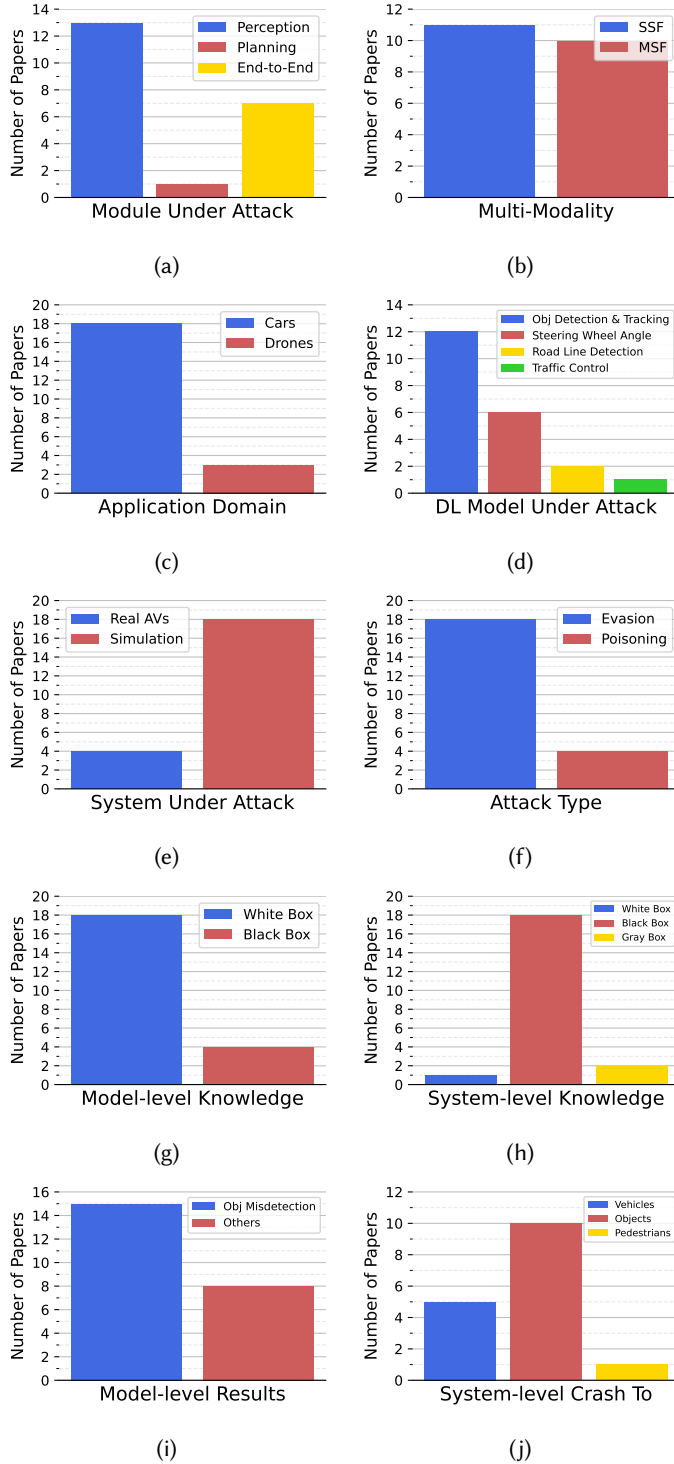 14
12
10
8
6
4
2
0
Number of Papers
Perception
Planning
End-to-End
Module Under Attack
(a)
12
10
8
6
4
2
0
Number of Papers
SSF
MSF
Multi-Modality
(b)
20
18
16
14
12
10
8
6
4
2
0
Number of Papers
Cars
Drones
Application Domain
(c)
14
12
10
8
6
4
2
0
Number of Papers
Obj Detection & Tracking
Steering Wheel Angle
Road Line Detection
Traffic Control
DL Model Under Attack
(d)
20
18
16
14
12
10
8
6
4
2
0
Number of Papers
Real AVs
Simulation
System Under Attack
(e)
20
18
16
14
12
10
8
6
4
2
0
Number of Papers
Evasion
Poisoning
Attack Type
(f)
20
18
16
14
12
10
8
6
4
2
0
Number of Papers
White Box
Black Box
Model-level Knowledge
(g)
20
18
16
14
12
10
8
6
4
2
0
Number of Papers
White Box
Black Box
Gray Box
System-level Knowledge
(h)
16
14
12
10
8
6
4
2
0
Number of Papers
Obj Misdetection
Others
Model-level Results
(i)
12
10
8
6
4
2
0
Number of Papers
Vehicles
Objects
Pedestrians
System-level Crash To
(j)